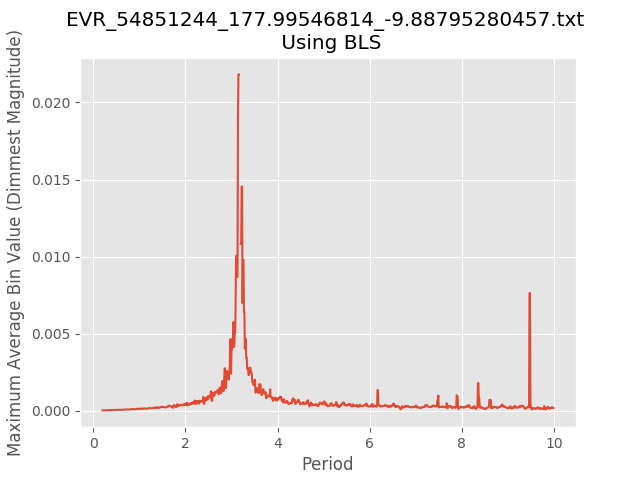 EVR_54851244_177.99546814_-9.88795280457.txt
Using BLS
Maximum Average Bin Value (Dimmest Magnitude)
0.020
0.015
0.010
0.005
0.000
0
2
4
6
8
10
Period